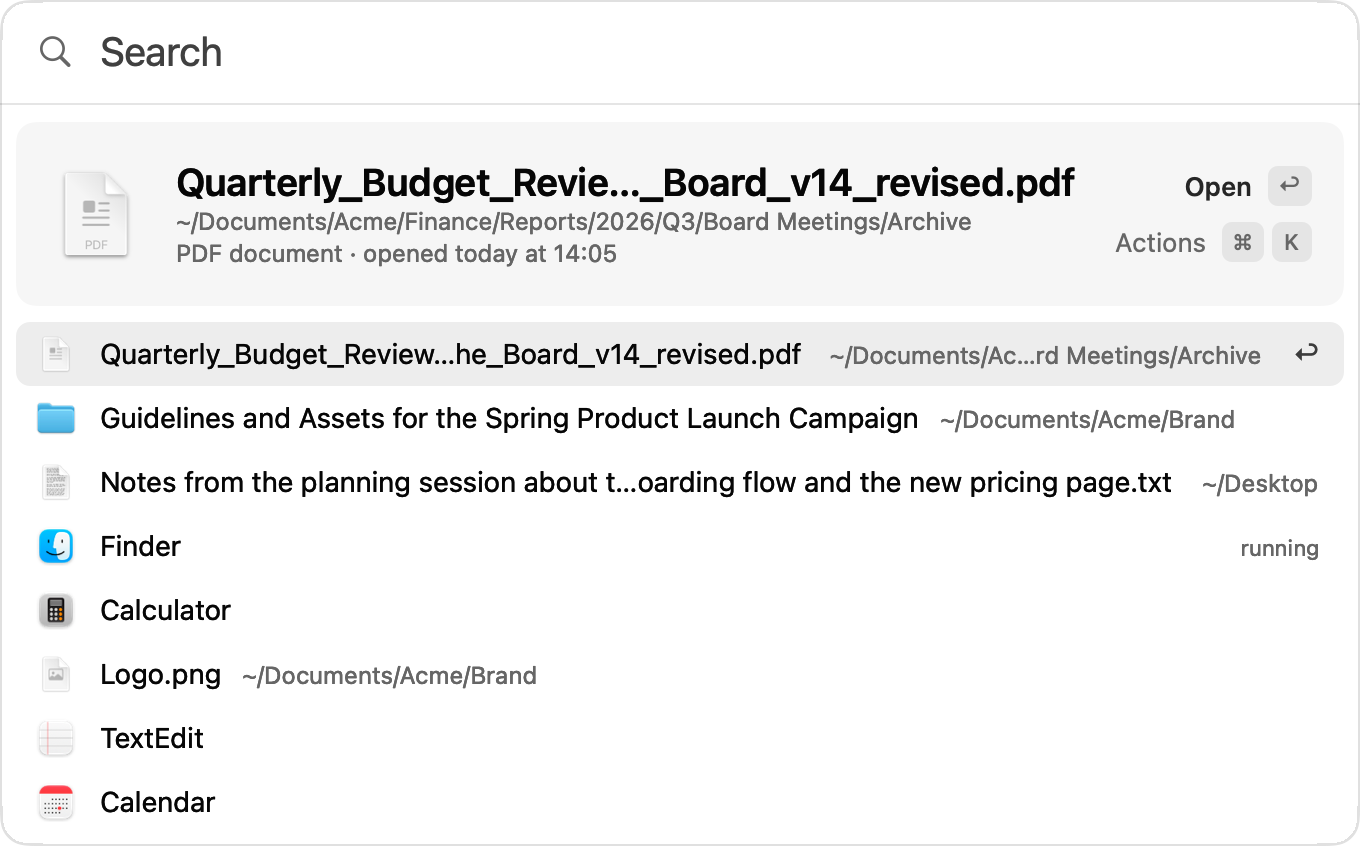 Search
Quarterly_Budget_Revie..._Board_v14_revised.pdf
Open ↩
~/Documents/Acme/Finance/Reports/2026/Q3/Board Meetings/Archive
PDF document · opened today at 14:05
Actions ⌘ K
PDF
Quarterly_Budget_Review...he_Board_v14_revised.pdf ~/Documents/Ac...rd Meetings/Archive ↩
Guidelines and Assets for the Spring Product Launch Campaign ~/Documents/Acme/Brand
Notes from the planning session about t...oarding flow and the new pricing page.txt ~/Desktop
Finder running
Calculator
Logo.png ~/Documents/Acme/Brand
TextEdit
Calendar